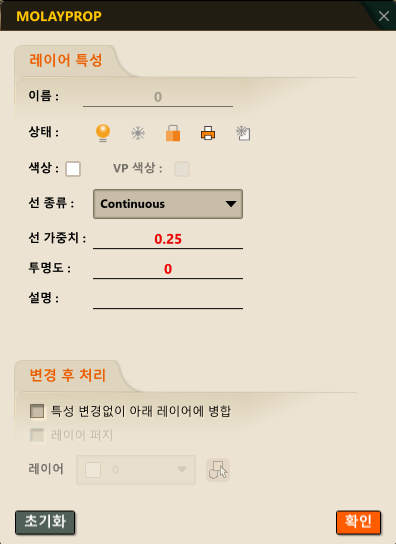 MOLAYPROP
레이어 특성
이름 : 0
상태 :
색상 : VP 색상 :
선 종류 : Continuous
선 가중치 : 0.25
투명도 : 0
설명 :
변경 후 처리
특성 변경없이 아래 레이어에 병합
레이어 퍼지
레이어 0
초기화 확인